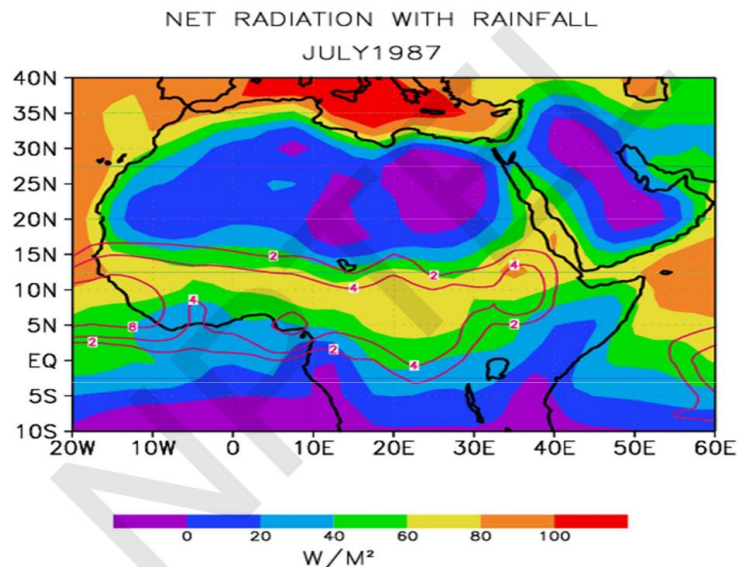 NET RADIATION WITH RAINFALL
JULY1987
40N
35N
30N
25N
20N
15N
10N
5N
EQ
5S
10S
2
2
4
4
4
8
4
2
2
2
4
20W 10W 0 10E 20E 30E 40E 50E 60E
0 20 40 60 80 100
W/M²
NPTEL